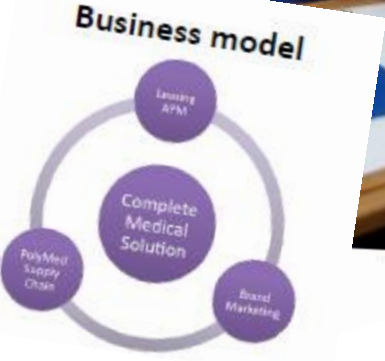 Business model
Leasing
APM
Complete
Medical
Solution
PolyMed
Supply
Chain
Brand
Marketing